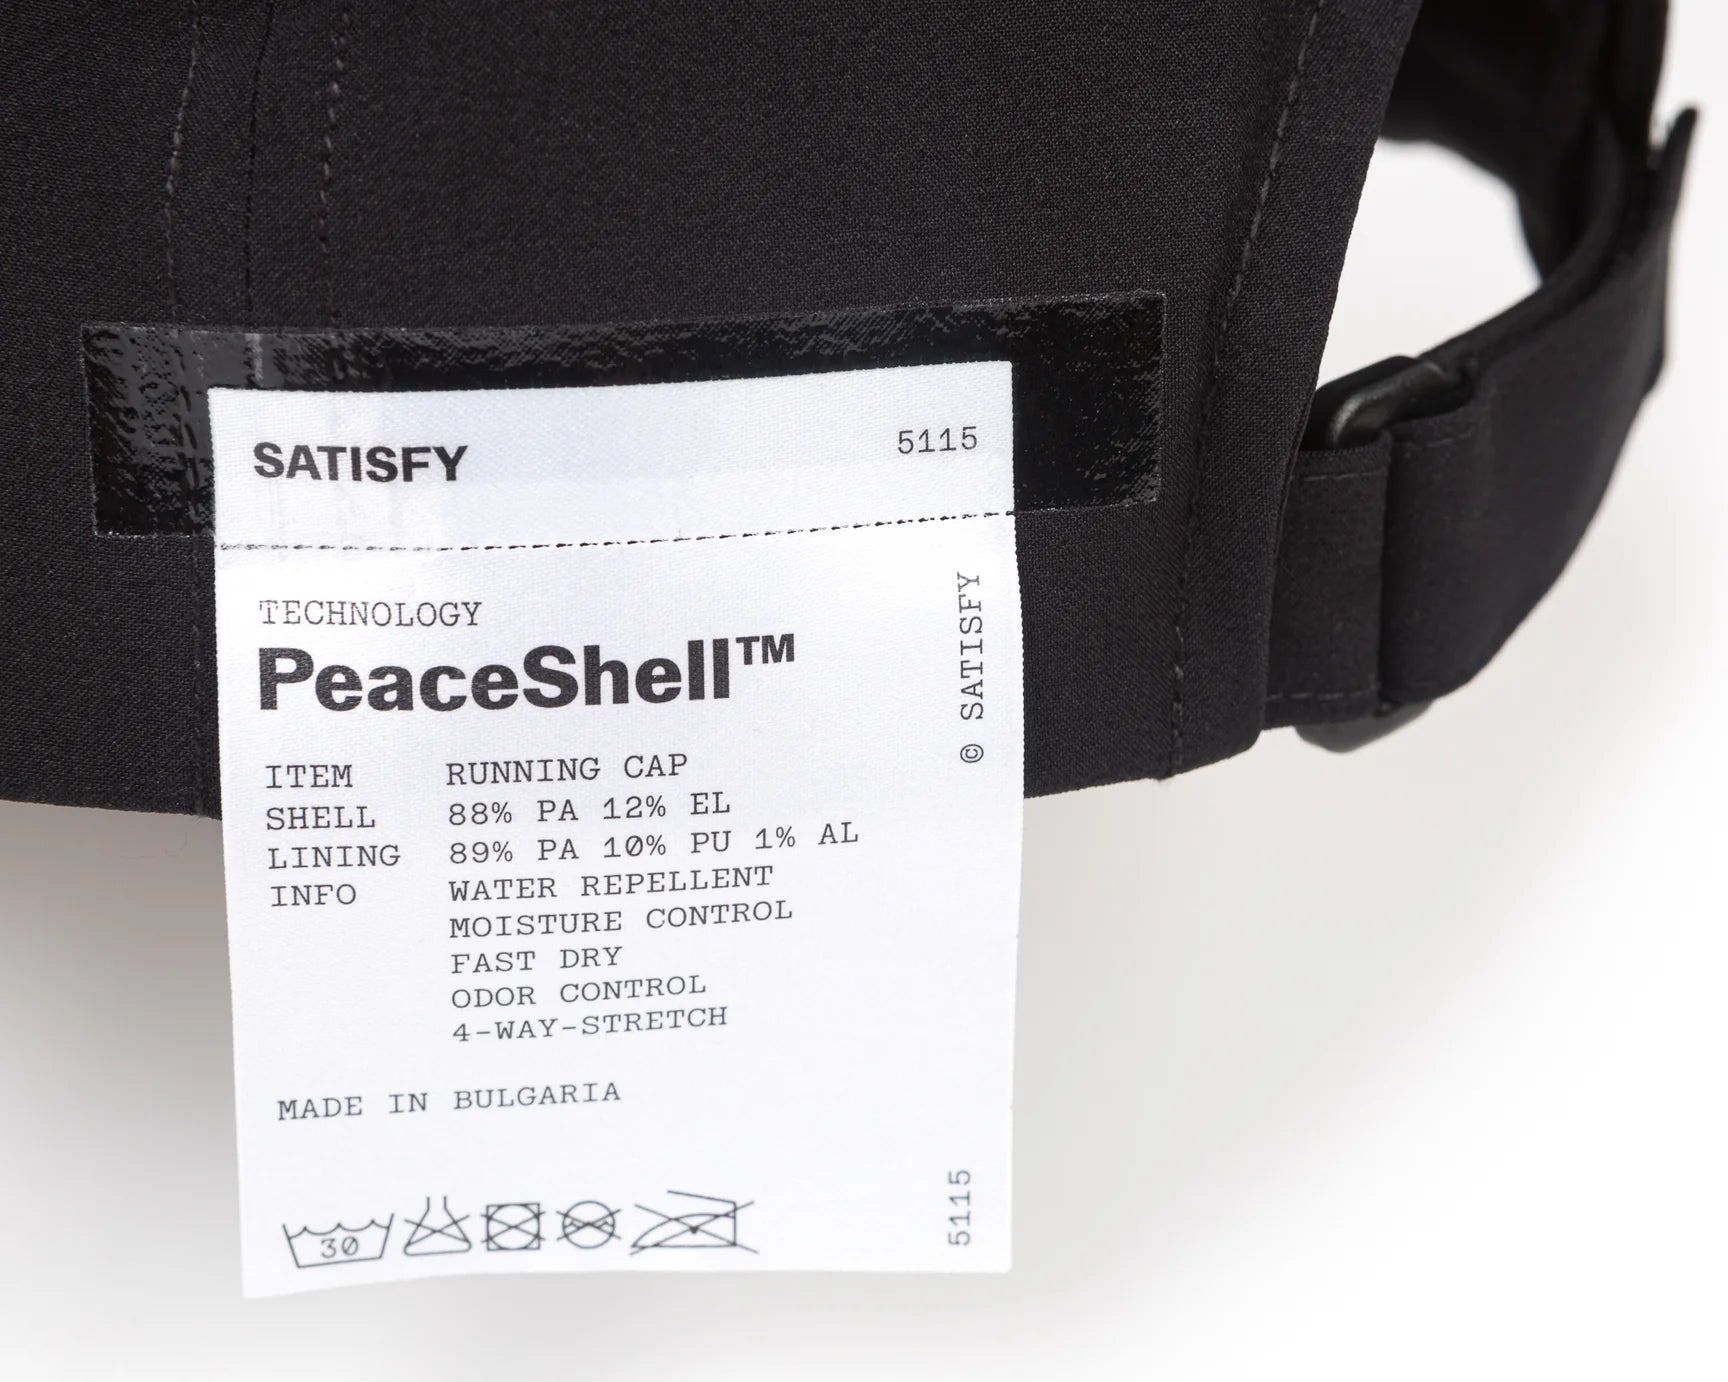 SATISFY
5115
TECHNOLOGY
PeaceShell™
© SATISFY
ITEM RUNNING CAP
SHELL 88% PA 12% EL
LINING 89% PA 10% PU 1% AL
INFO WATER REPELLENT
MOISTURE CONTROL
FAST DRY
ODOR CONTROL
4-WAY-STRETCH
MADE IN BULGARIA
30
5115